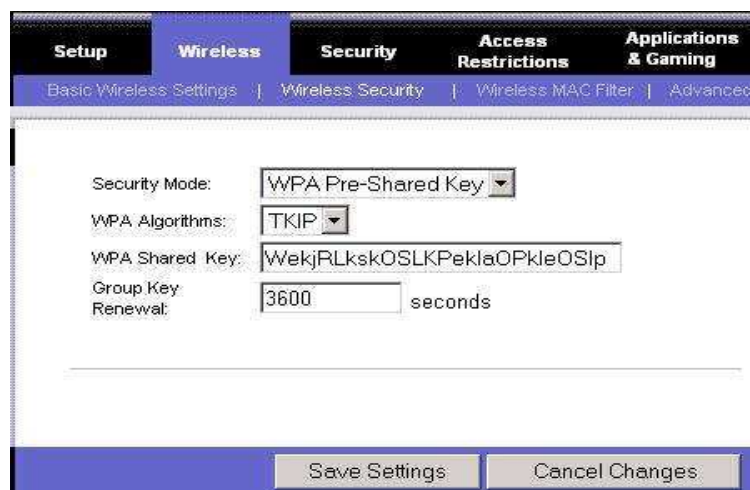 Setup Wireless Security Access Restrictions Applications & Gaming
Basic Wireless Settings | Wireless Security | Wireless MAC Filter | Advanced
Security Mode: WPA Pre-Shared Key
WPA Algorithms: TKIP
WPA Shared Key: WekjRLkskOSLKPeklaOPkleOSlp
Group Key Renewal: 3600 seconds
Save Settings Cancel Changes